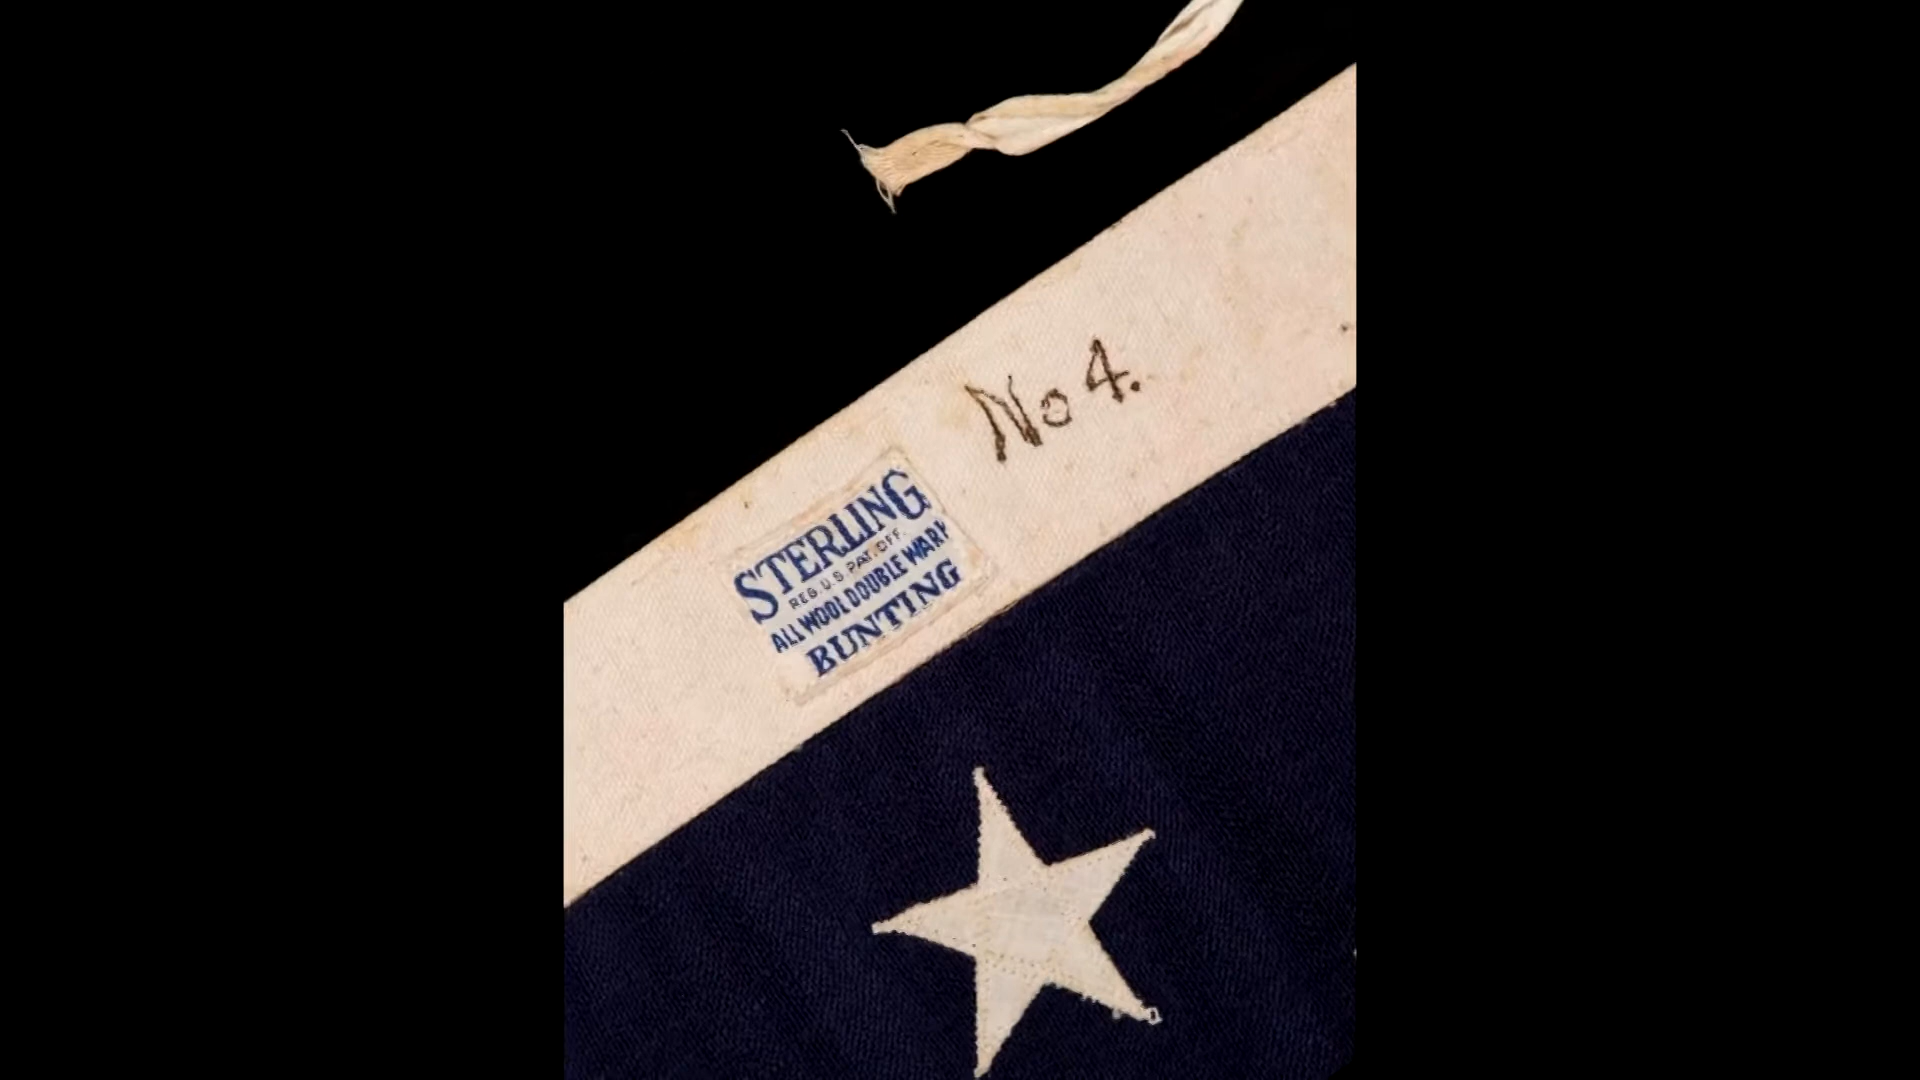 No 4.
STERLING
REG. U.S. PAT. OFF.
ALL WOOL DOUBLE WARP
BUNTING